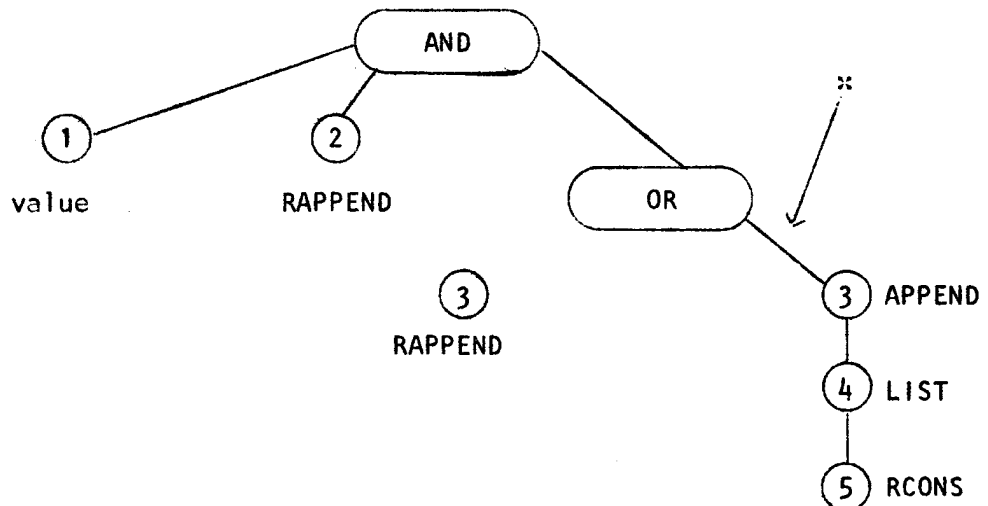 AND
*
1
2
value
RAPPEND
OR
3
3 APPEND
RAPPEND
4 LIST
5 RCONS